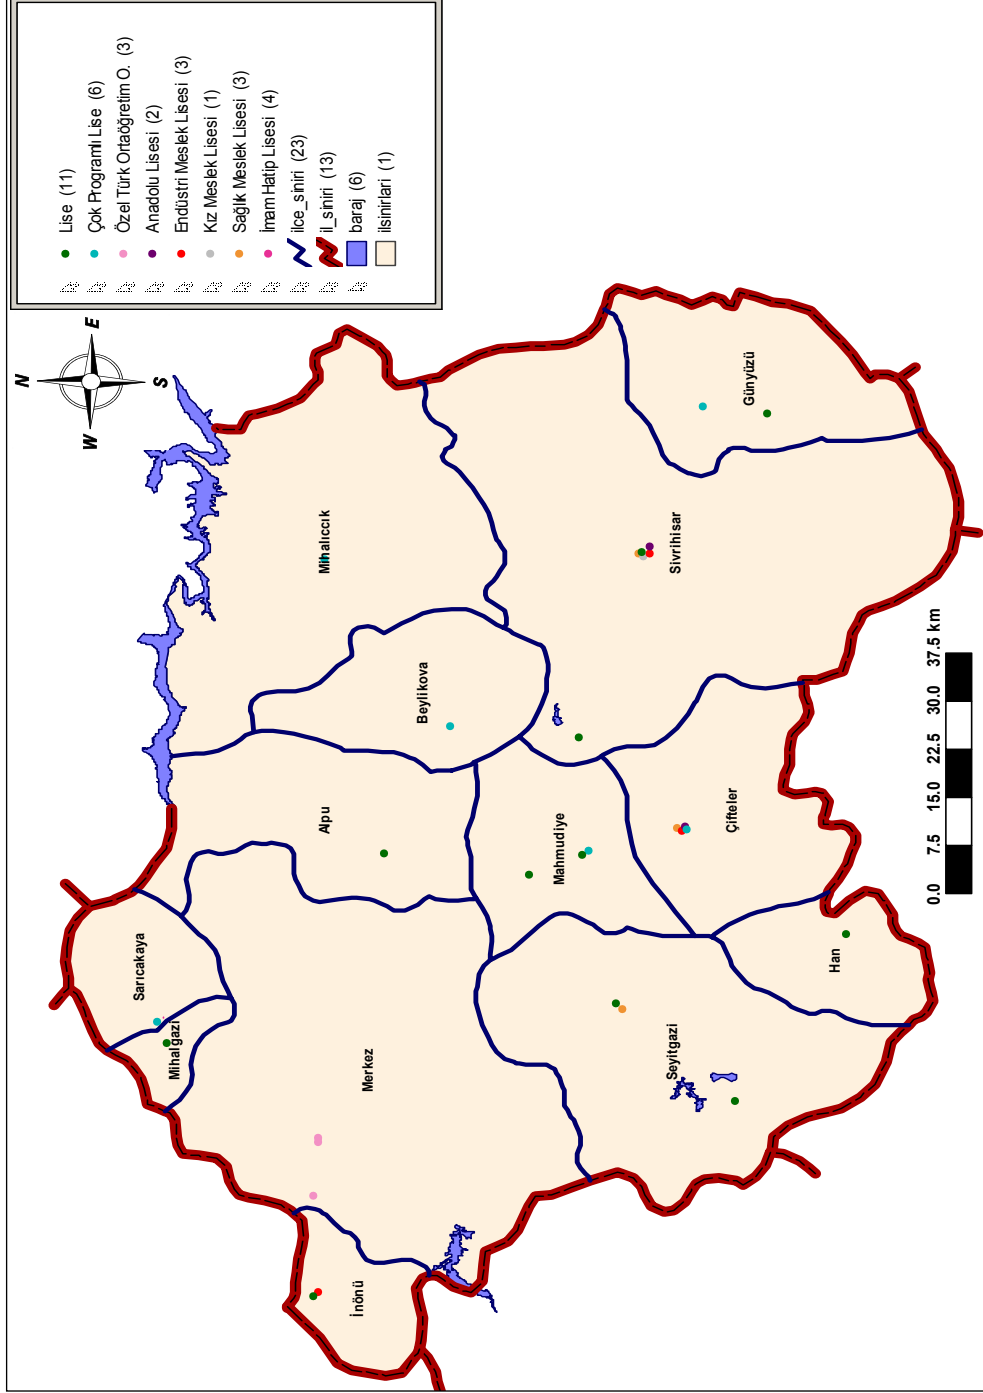 N
E
W
S
Lise (11)
Çok Programlı Lise (6)
Özel Türk Ortaöğretim O. (3)
Anadolu Lisesi (2)
Endüstri Meslek Lisesi (3)
Kız Meslek Lisesi (1)
Sağlık Meslek Lisesi (3)
İmam Hatip Lisesi (4)
ilce_siniri (23)
il_siniri (13)
baraj (6)
ilsinirlari (1)
Sarıcakaya
Mihalgazi
Mihalıccık
Alpu
Beylikova
Merkez
İnönü
Mahmudiye
Sivrihisar
Günyüzü
Çifteler
Seyitgazi
Han
0.0 7.5 15.0 22.5 30.0 37.5 km